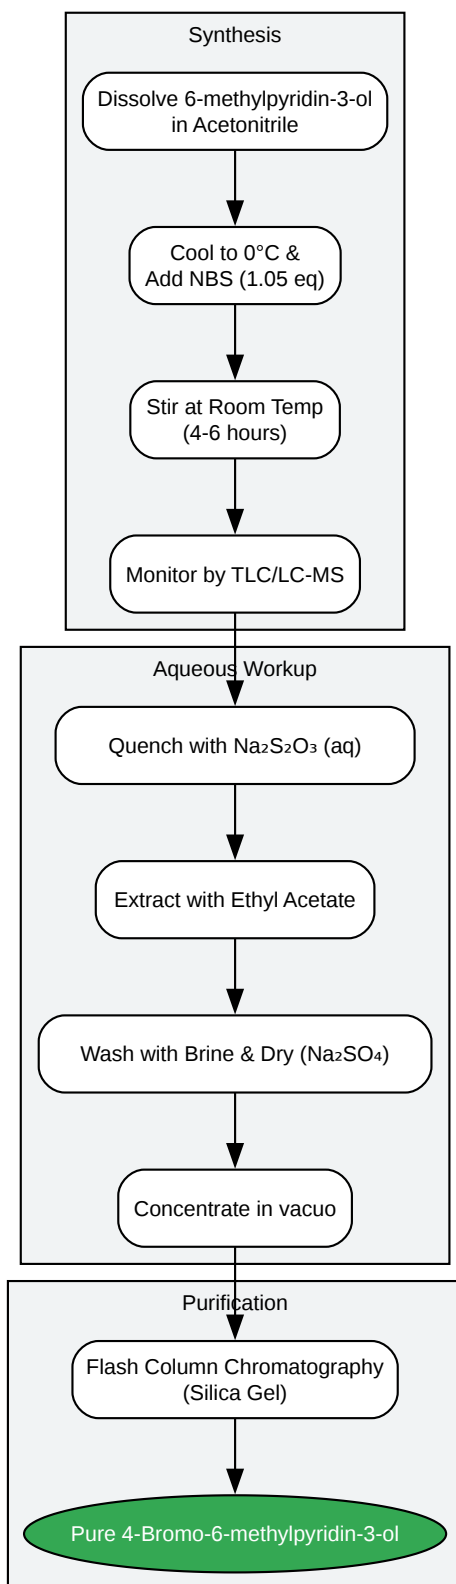 Synthesis
Dissolve 6-methylpyridin-3-ol
in Acetonitrile
Cool to 0°C &
Add NBS (1.05 eq)
Stir at Room Temp
(4-6 hours)
Monitor by TLC/LC-MS
Aqueous Workup
Quench with Na₂S₂O₃ (aq)
Extract with Ethyl Acetate
Wash with Brine & Dry (Na₂SO₄)
Concentrate in vacuo
Purification
Flash Column Chromatography
(Silica Gel)
Pure 4-Bromo-6-methylpyridin-3-ol